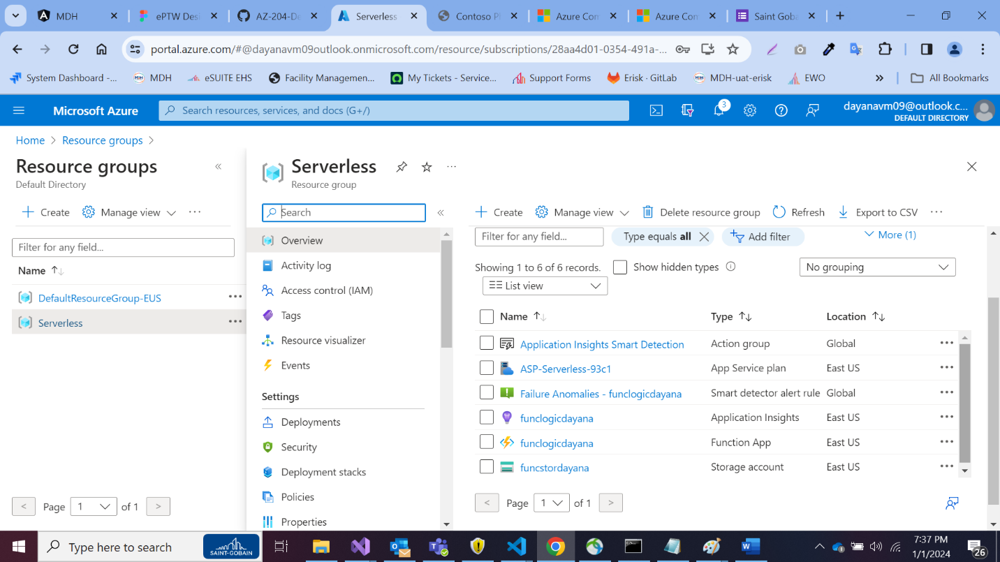 MDH
ePTW Des
AZ-204-De
Serverless
Contoso Pl
Azure Com
Azure Com
Saint Goba
portal.azure.com/#@dayanavm09outlook.onmicrosoft.com/resource/subscriptions/28aa4d01-0354-491a-...
System Dashboard -...
MDH
eSUITE EHS
Facility Managemen...
My Tickets - Service...
Support Forms
Erisk · GitLab
MDH-uat-erisk
EWO
»
All Bookmarks
Microsoft Azure
Search resources, services, and docs (G+/)
3
dayanavm09@outlook.c...
DEFAULT DIRECTORY
Home > Resource groups >
Resource groups
Default Directory
Create
Manage view
...
Filter for any field...
Name
DefaultResourceGroup-EUS
Serverless
< Page 1 of 1 >
Serverless
Resource group
Search
Overview
Activity log
Access control (IAM)
Tags
Resource visualizer
Events
Settings
Deployments
Security
Deployment stacks
Policies
Properties
Create
Manage view
Delete resource group
Refresh
Export to CSV
...
Filter for any field...
Type equals all
Add filter
More (1)
Showing 1 to 6 of 6 records.
Show hidden types
No grouping
List view
Name Type Location
Application Insights Smart Detection Action group Global
ASP-Serverless-93c1 App Service plan East US
Failure Anomalies - funclogicdayana Smart detector alert rule Global
funclogicdayana Application Insights East US
funclogicdayana Function App East US
funcstordayana Storage account East US
< Page 1 of 1 >
Type here to search
SAINT-GOBAIN
7:37 PM
1/1/2024
26